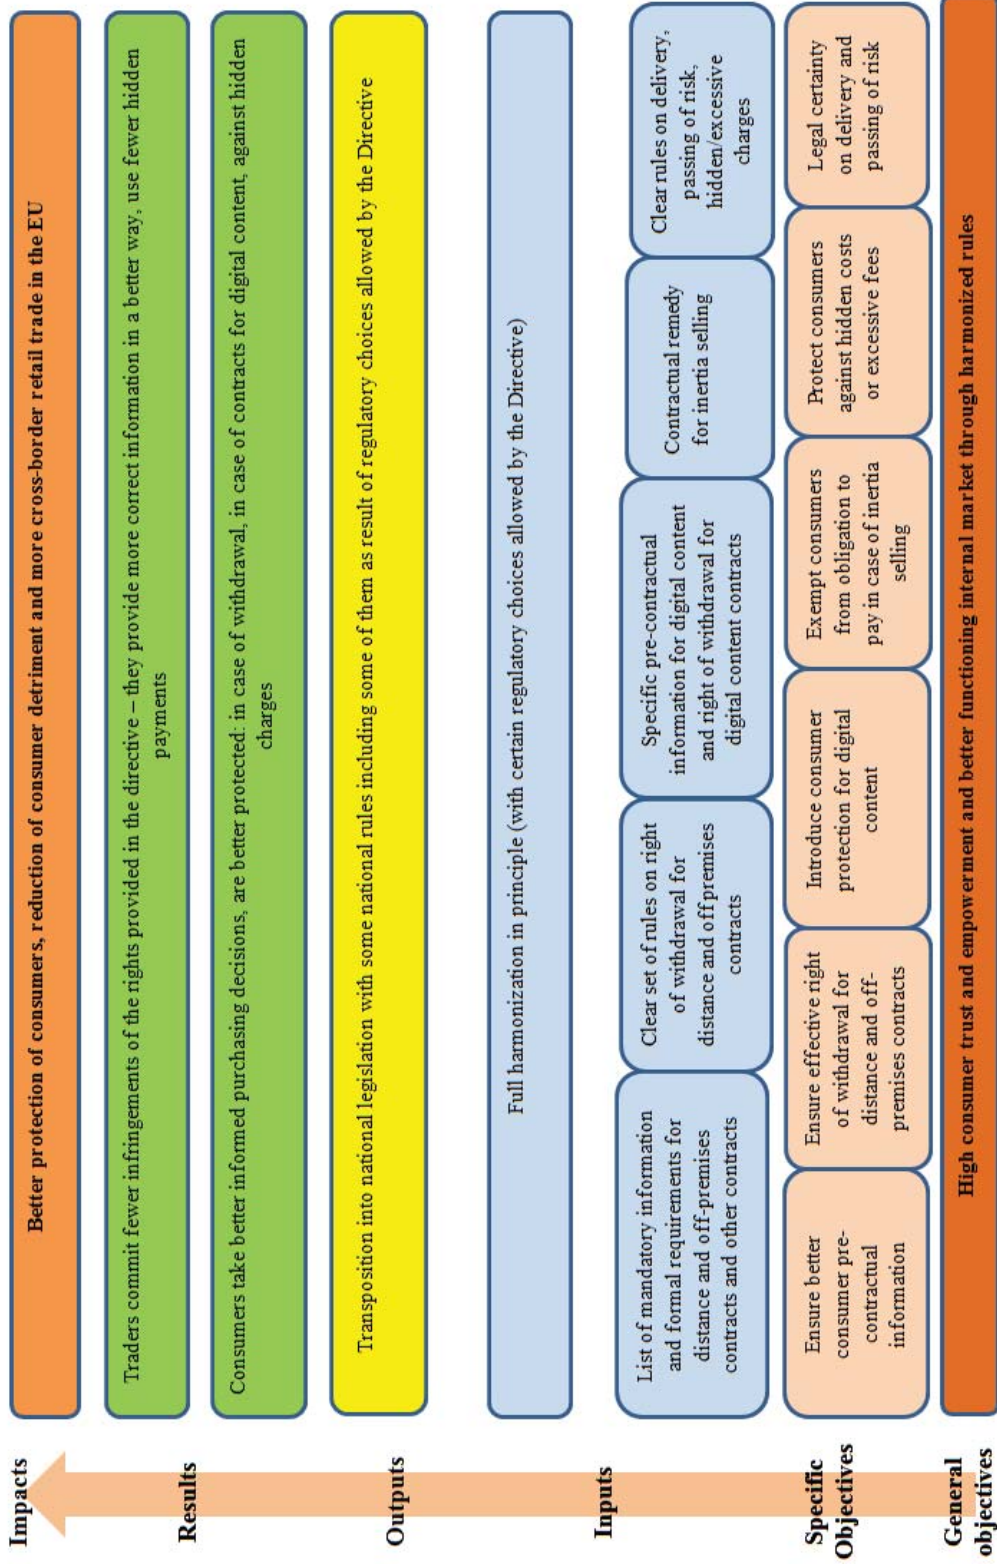 Impacts
Better protection of consumers, reduction of consumer detriment and more cross-border retail trade in the EU
Results
Traders commit fewer infringements of the rights provided in the directive – they provide more correct information in a better way, use fewer hidden
payments
Consumers take better informed purchasing decisions, are better protected: in case of withdrawal, in case of contracts for digital content, against hidden
charges
Outputs
Transposition into national legislation with some national rules including some of them as result of regulatory choices allowed by the Directive
Inputs
Full harmonization in principle (with certain regulatory choices allowed by the Directive)
List of mandatory information
and formal requirements for
distance and off-premises
contracts and other contracts
Clear set of rules on right
of withdrawal for
distance and off premises
contracts
Specific pre-contractual
information for digital content
and right of withdrawal for
digital content contracts
Contractual remedy
for inertia selling
Clear rules on delivery,
passing of risk,
hidden/excessive
charges
Specific
Objectives
Ensure better
consumer pre-
contractual
information
Ensure effective right
of withdrawal for
distance and off-
premises contracts
Introduce consumer
protection for digital
content
Exempt consumers
from obligation to
pay in case of inertia
selling
Protect consumers
against hidden costs
or excessive fees
Legal certainty
on delivery and
passing of risk
General
objectives
High consumer trust and empowerment and better functioning internal market through harmonized rules